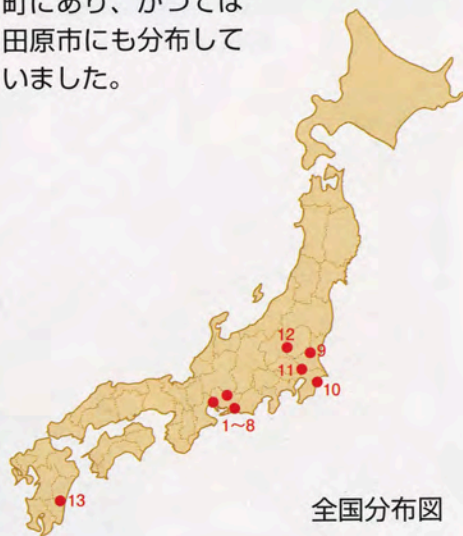 町にあり、かつては
田原市にも分布して
いました。
12
9
11
10
1～8
13
全国分布図